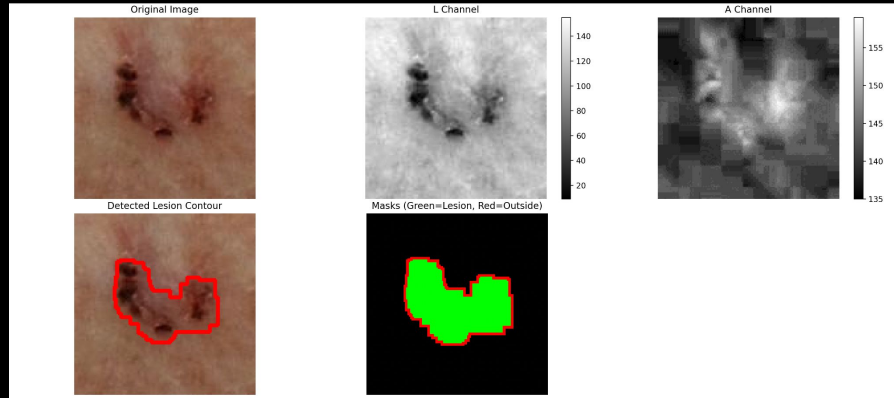 Original Image
L Channel
A Channel
140
120
100
80
60
40
20
155
150
145
140
135
Detected Lesion Contour
Masks (Green=Lesion, Red=Outside)